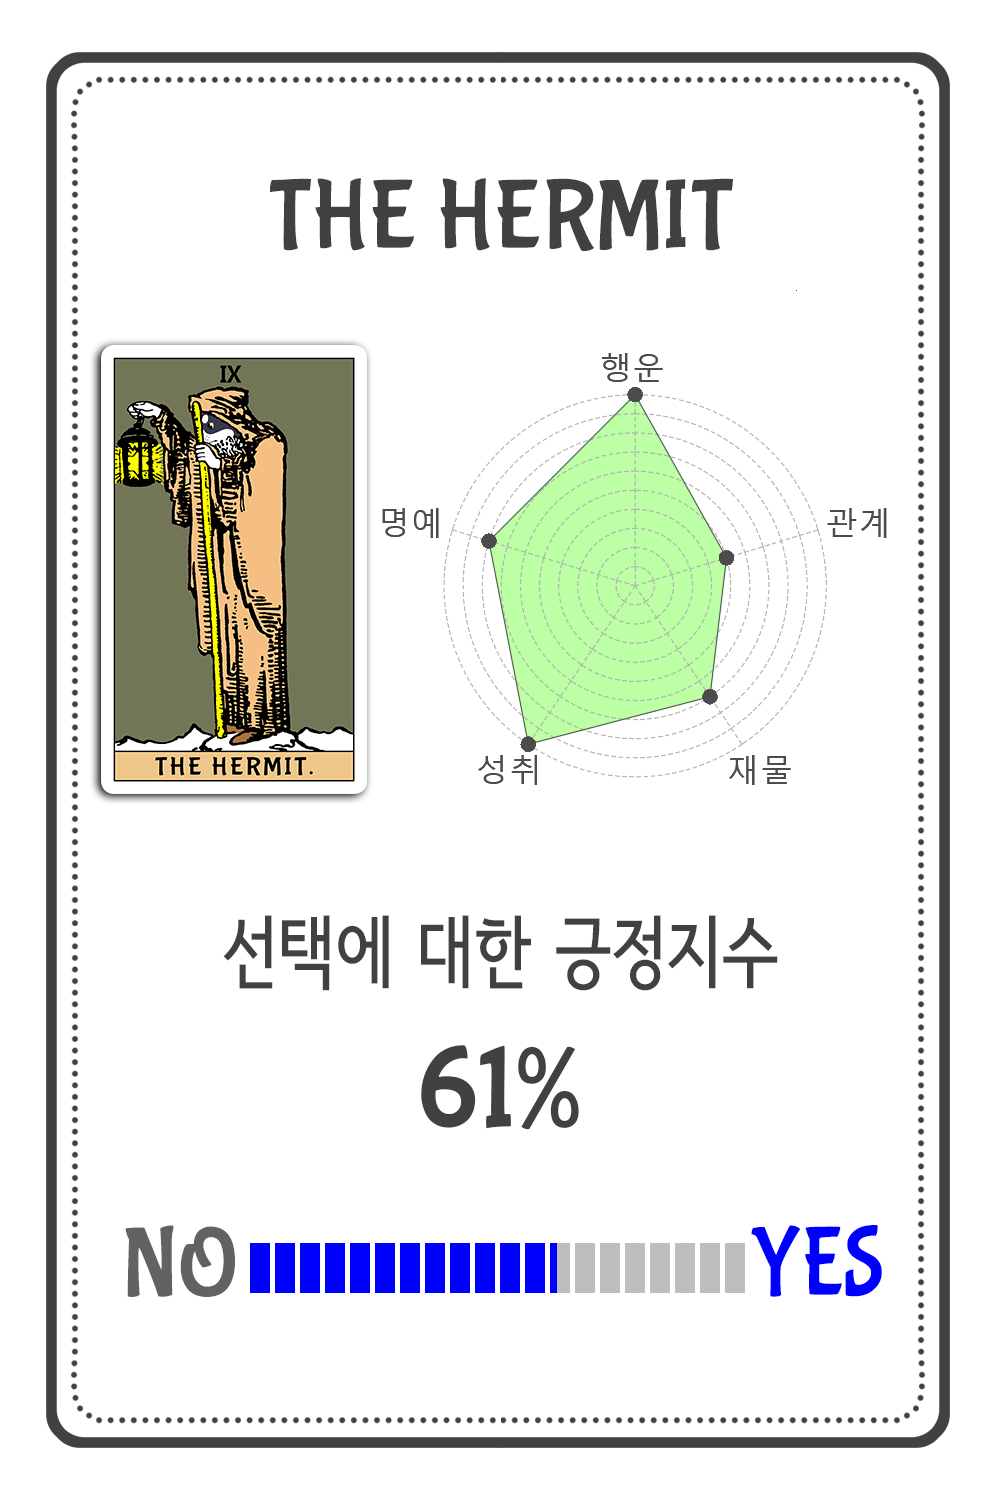 THE HERMIT
IX
THE HERMIT.
행운
명예
관계
성취
재물
선택에 대한 긍정지수
61%
NO YES